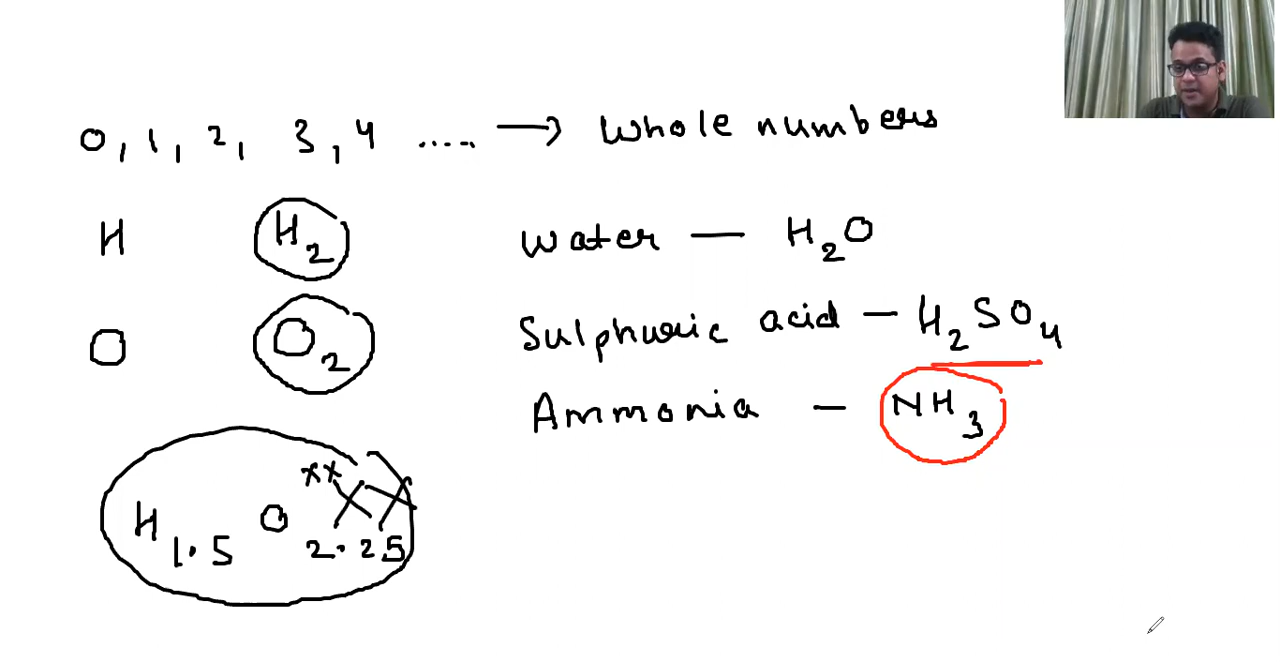 0, 1, 2, 3, 4 ..... → Whole numbers
H H₂ Water — H₂O
O O₂ Sulphuric acid — H₂SO₄
Ammonia — NH₃
H₁.₅ O₂.₂₅ xx